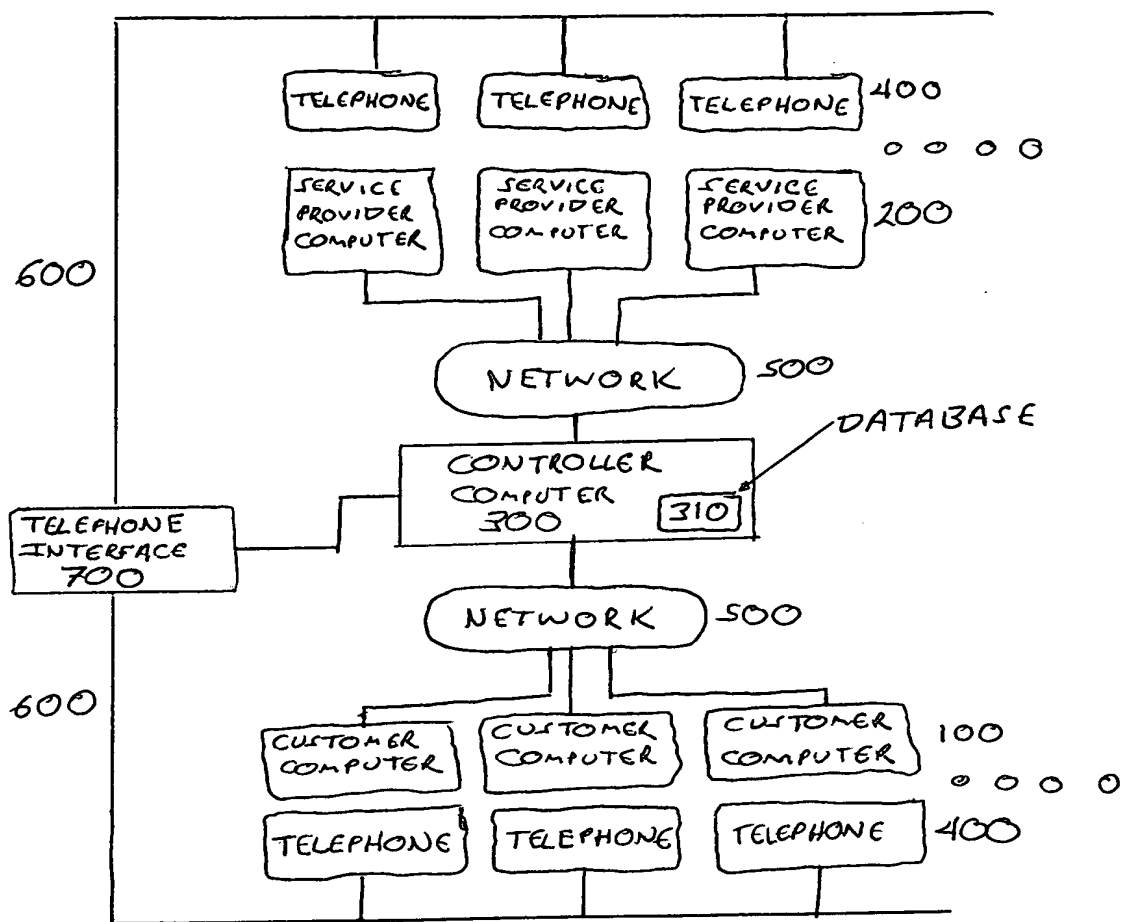 TELEPHONE TELEPHONE TELEPHONE 400
SERVICE PROVIDER COMPUTER
SERVICE PROVIDER COMPUTER
SERVICE PROVIDER COMPUTER
200
600
NETWORK 500
DATABASE
CONTROLLER
COMPUTER
300 310
TELEPHONE
INTERFACE
700
NETWORK 500
600
CUSTOMER COMPUTER
CUSTOMER COMPUTER
CUSTOMER COMPUTER
100
TELEPHONE TELEPHONE TELEPHONE 400